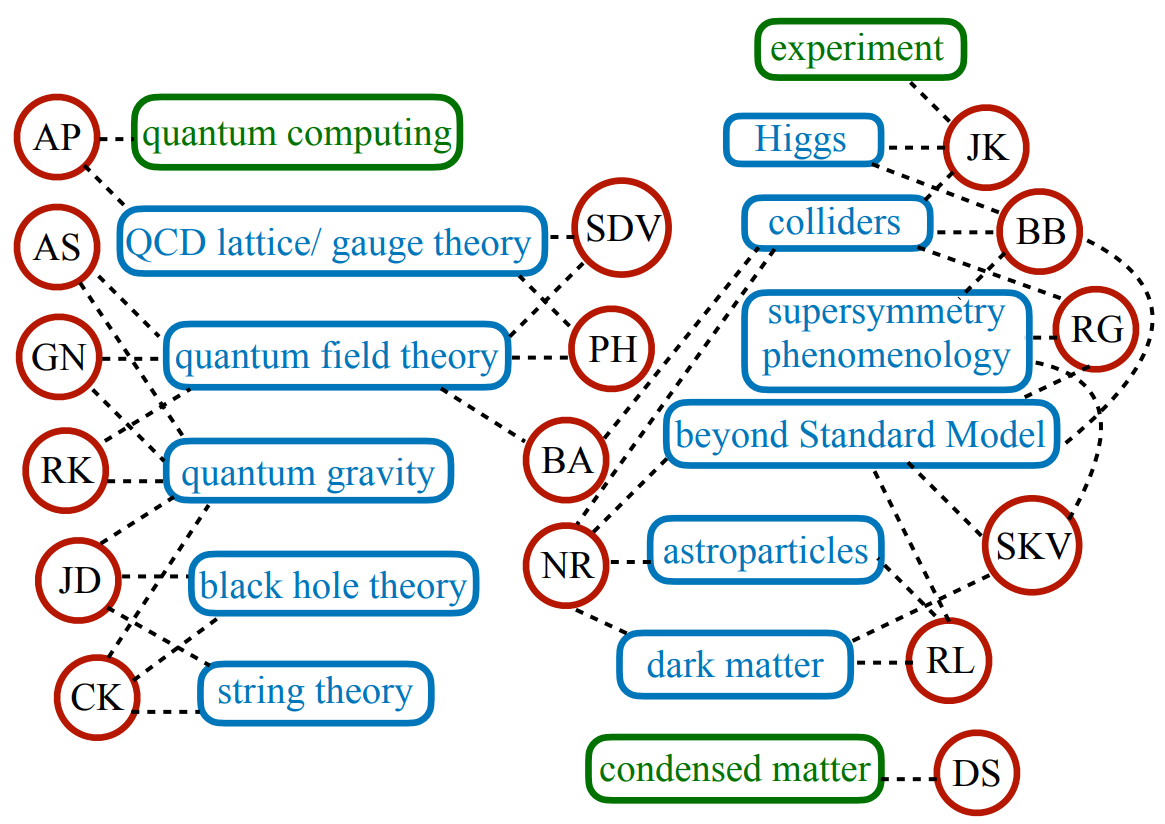 experiment
AP
quantum computing
Higgs
JK
AS
QCD lattice/ gauge theory
SDV
colliders
BB
GN
quantum field theory
PH
supersymmetry
phenomenology
RG
RK
quantum gravity
BA
beyond Standard Model
JD
black hole theory
NR
astroparticles
SKV
CK
string theory
dark matter
RL
condensed matter
DS